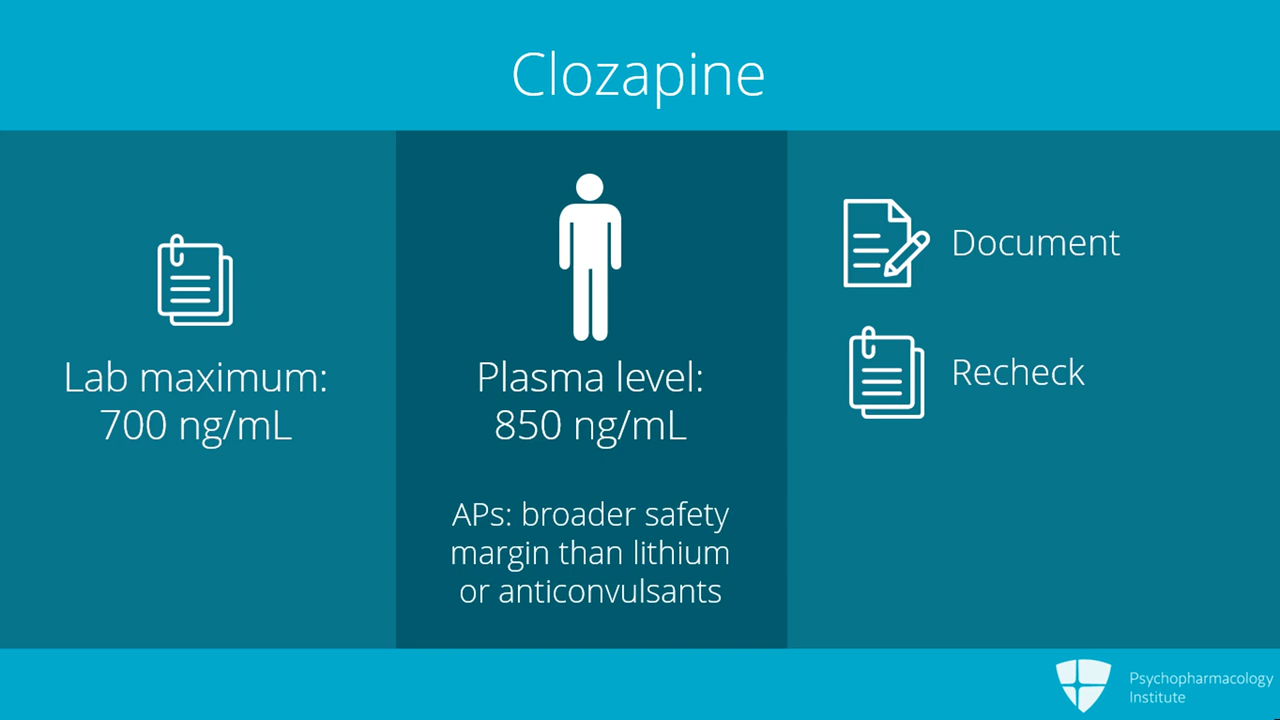 Clozapine
Lab maximum:
700 ng/mL
Plasma level:
850 ng/mL
APs: broader safety
margin than lithium
or anticonvulsants
Document
Recheck
Psychopharmacology
Institute